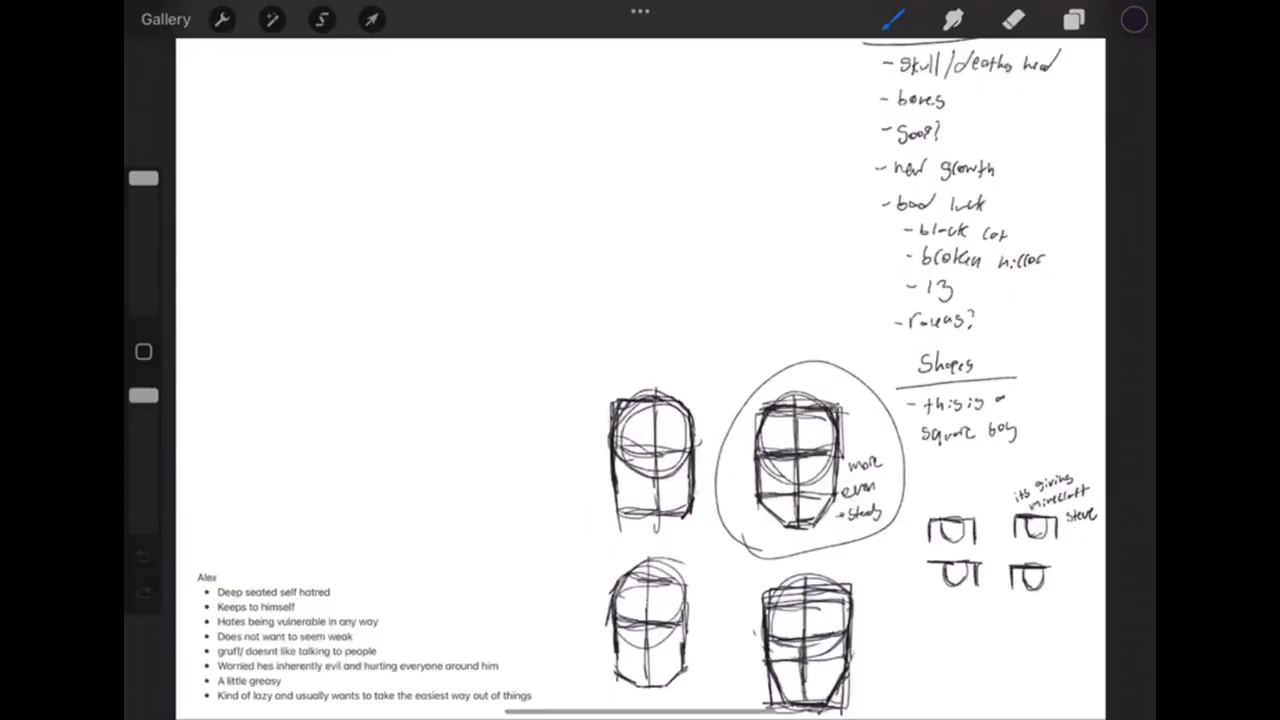 Gallery
- skull/deaths head
- bones
- goop?
- new growth
- bad luck
- black cat
- broken mirror
- 13
- ravens?
Shapes
- this is a
square boy
more
even
+ steady
its giving
minecraft
steve
Alex
• Deep seated self hatred
• Keeps to himself
• Hates being vulnerable in any way
• Does not want to seem weak
• gruff/ doesnt like talking to people
• Worried hes inherently evil and hurting everyone around him
• A little greasy
• Kind of lazy and usually wants to take the easiest way out of things